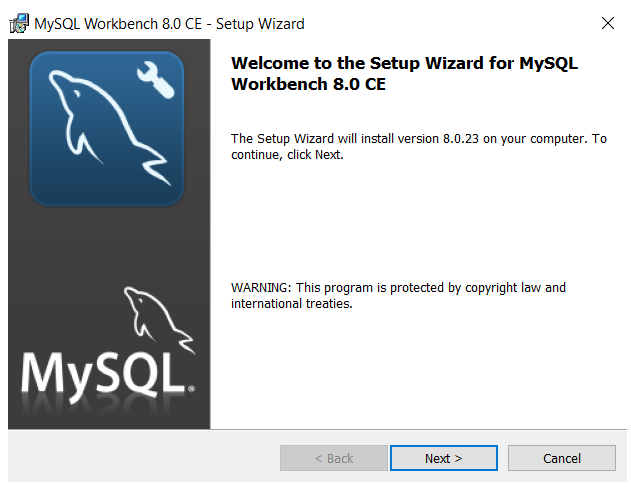 MySQL Workbench 8.0 CE - Setup Wizard
Welcome to the Setup Wizard for MySQL
Workbench 8.0 CE
The Setup Wizard will install version 8.0.23 on your computer. To
continue, click Next.
WARNING: This program is protected by copyright law and
international treaties.
MySQL®
< Back
Next >
Cancel